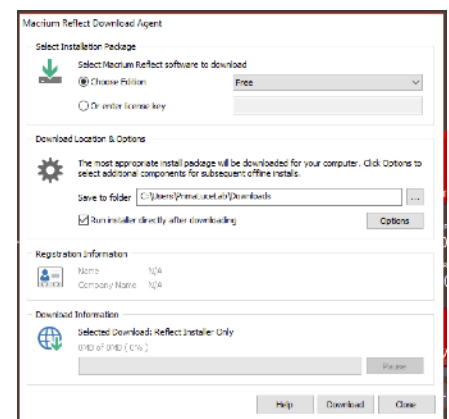 Macrium Reflect Download Agent
Select Installation Package
Select Macrium Reflect software to download
Choose Edition
Free
Or enter license key
Download Location & Options
The most appropriate install package will be downloaded for your computer. Click Options to
select additional components for subsequent offline installs.
Save to folder
C:\Users\PrimaLuceLab\Downloads
...
Run installer directly after downloading
Options
Registration Information
Name
N/A
Company Name
N/A
Download Information
Selected Download: Reflect Installer Only
0MB of 0MB ( 0% )
Pause
Help
Download
Close